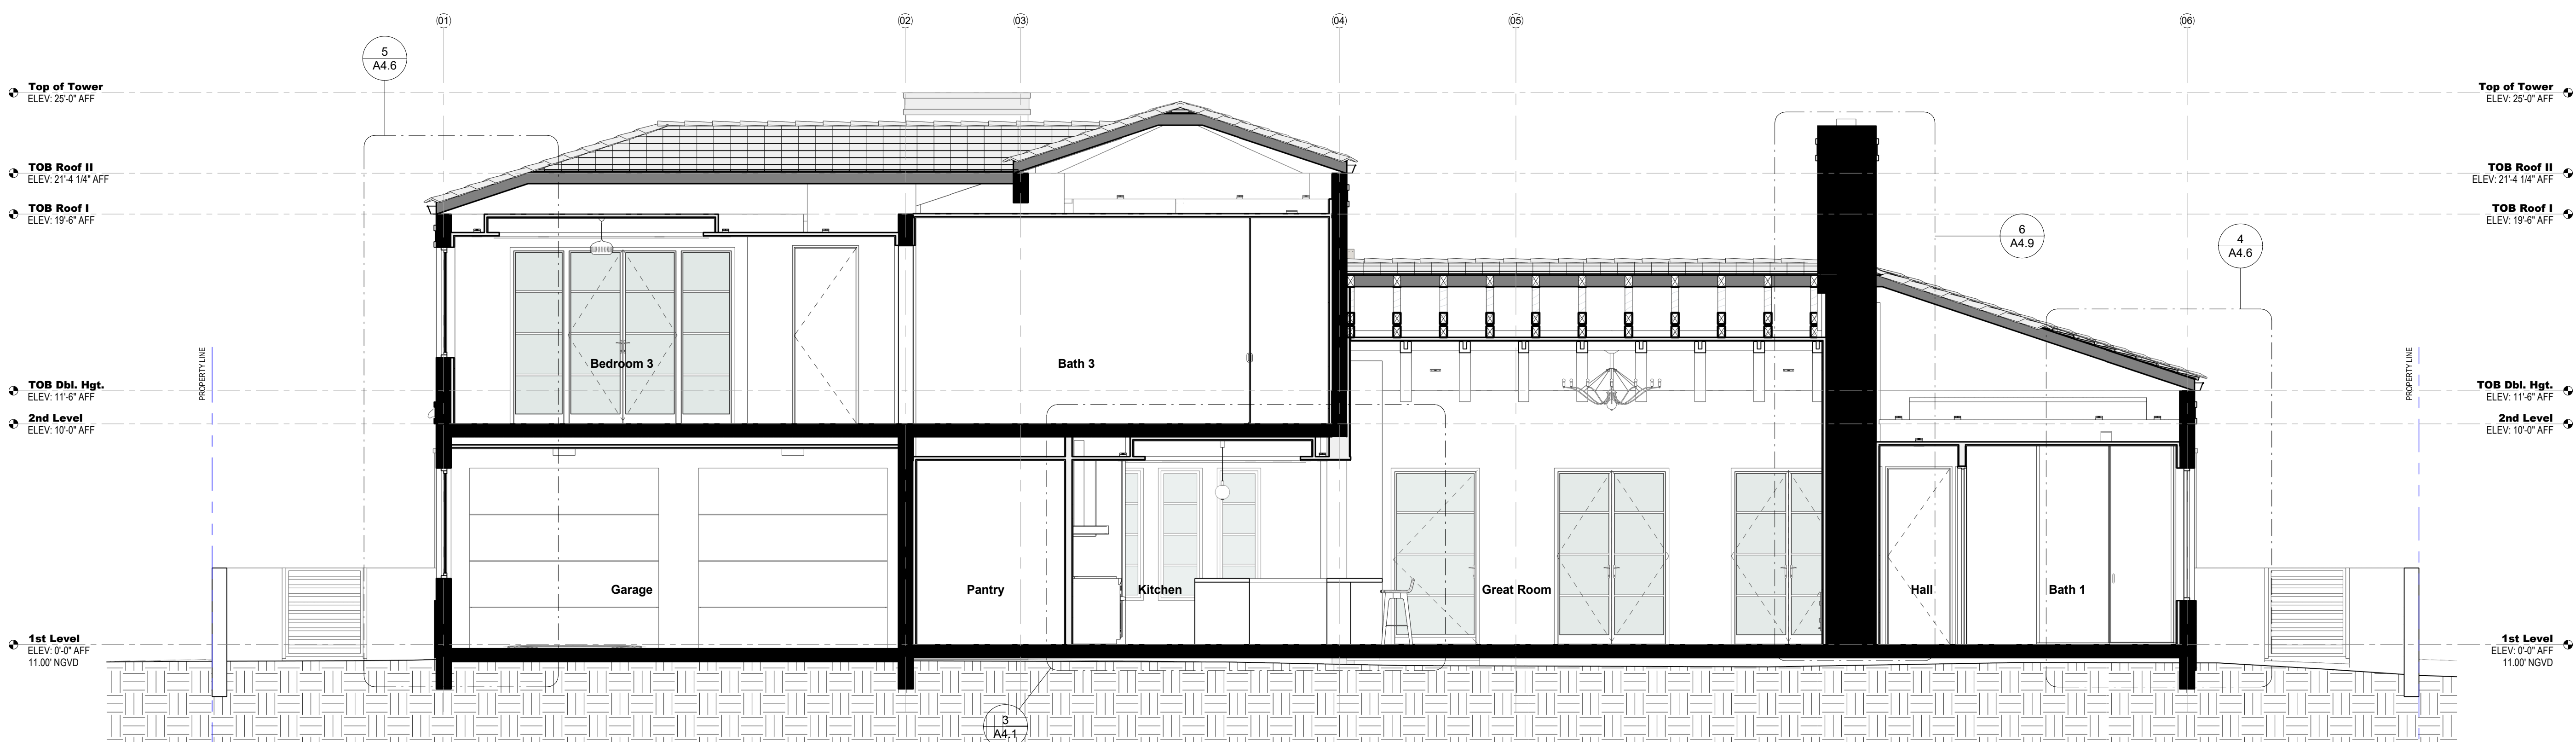 (01)
(02)
(03)
(04)
(05)
(06)
5
A4.6
Top of Tower
ELEV: 25'-0" AFF
Top of Tower
ELEV: 25'-0" AFF
TOB Roof II
ELEV: 21'-4 1/4" AFF
TOB Roof II
ELEV: 21'-4 1/4" AFF
TOB Roof I
ELEV: 19'-6" AFF
TOB Roof I
ELEV: 19'-6" AFF
6
A4.9
4
A4.6
PROPERTY LINE
Bedroom 3
Bath 3
PROPERTY LINE
TOB Dbl. Hgt.
ELEV: 11'-6" AFF
TOB Dbl. Hgt.
ELEV: 11'-6" AFF
2nd Level
ELEV: 10'-0" AFF
2nd Level
ELEV: 10'-0" AFF
Garage
Pantry
Kitchen
Great Room
Hall
Bath 1
1st Level
ELEV: 0'-0" AFF
11.00' NGVD
1st Level
ELEV: 0'-0" AFF
11.00' NGVD
3
A4.1